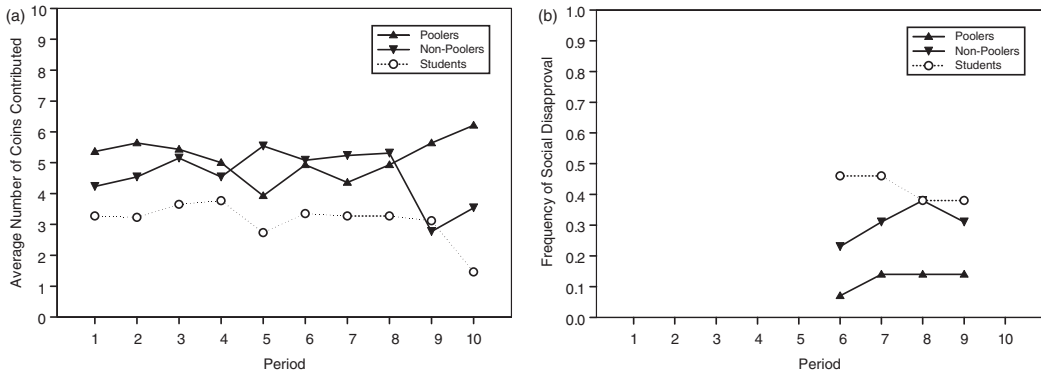 (a)
10
9
8
7
6
5
4
3
2
1
0
Average Number of Coins Contributed
Poolers
Non-Poolers
Students
1 2 3 4 5 6 7 8 9 10
Period
(b)
1.0
0.9
0.8
0.7
0.6
0.5
0.4
0.3
0.2
0.1
0.0
Frequency of Social Disapproval
Poolers
Non-Poolers
Students
1 2 3 4 5 6 7 8 9 10
Period